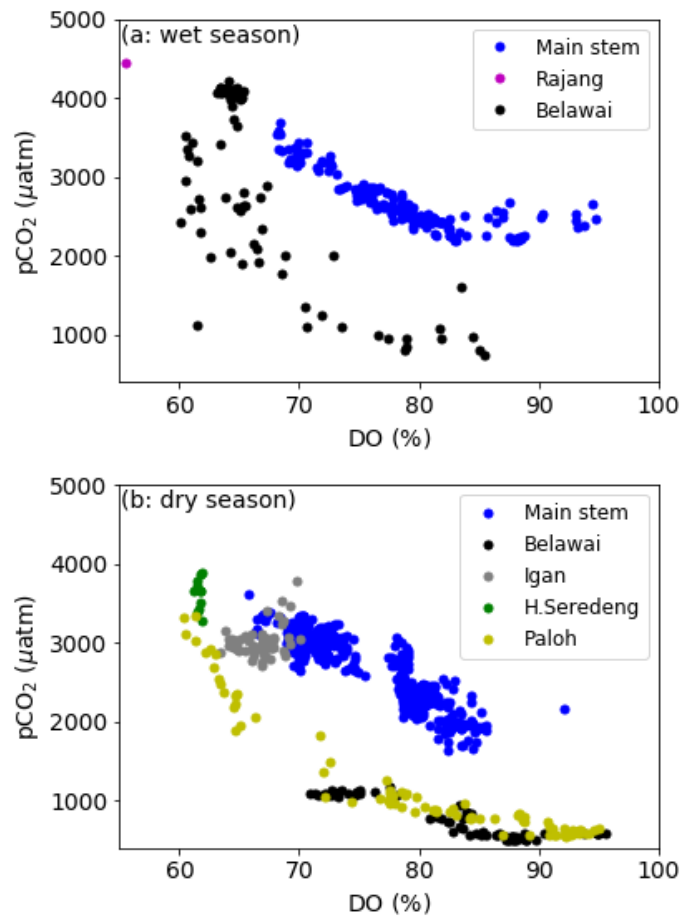 (a: wet season)
Main stem
Rajang
Belawai
5000
4000
3000
2000
1000
pCO₂ (μatm)
60 70 80 90 100
DO (%)
(b: dry season)
Main stem
Belawai
Igan
H.Seredeng
Paloh
5000
4000
3000
2000
1000
pCO₂ (μatm)
60 70 80 90 100
DO (%)